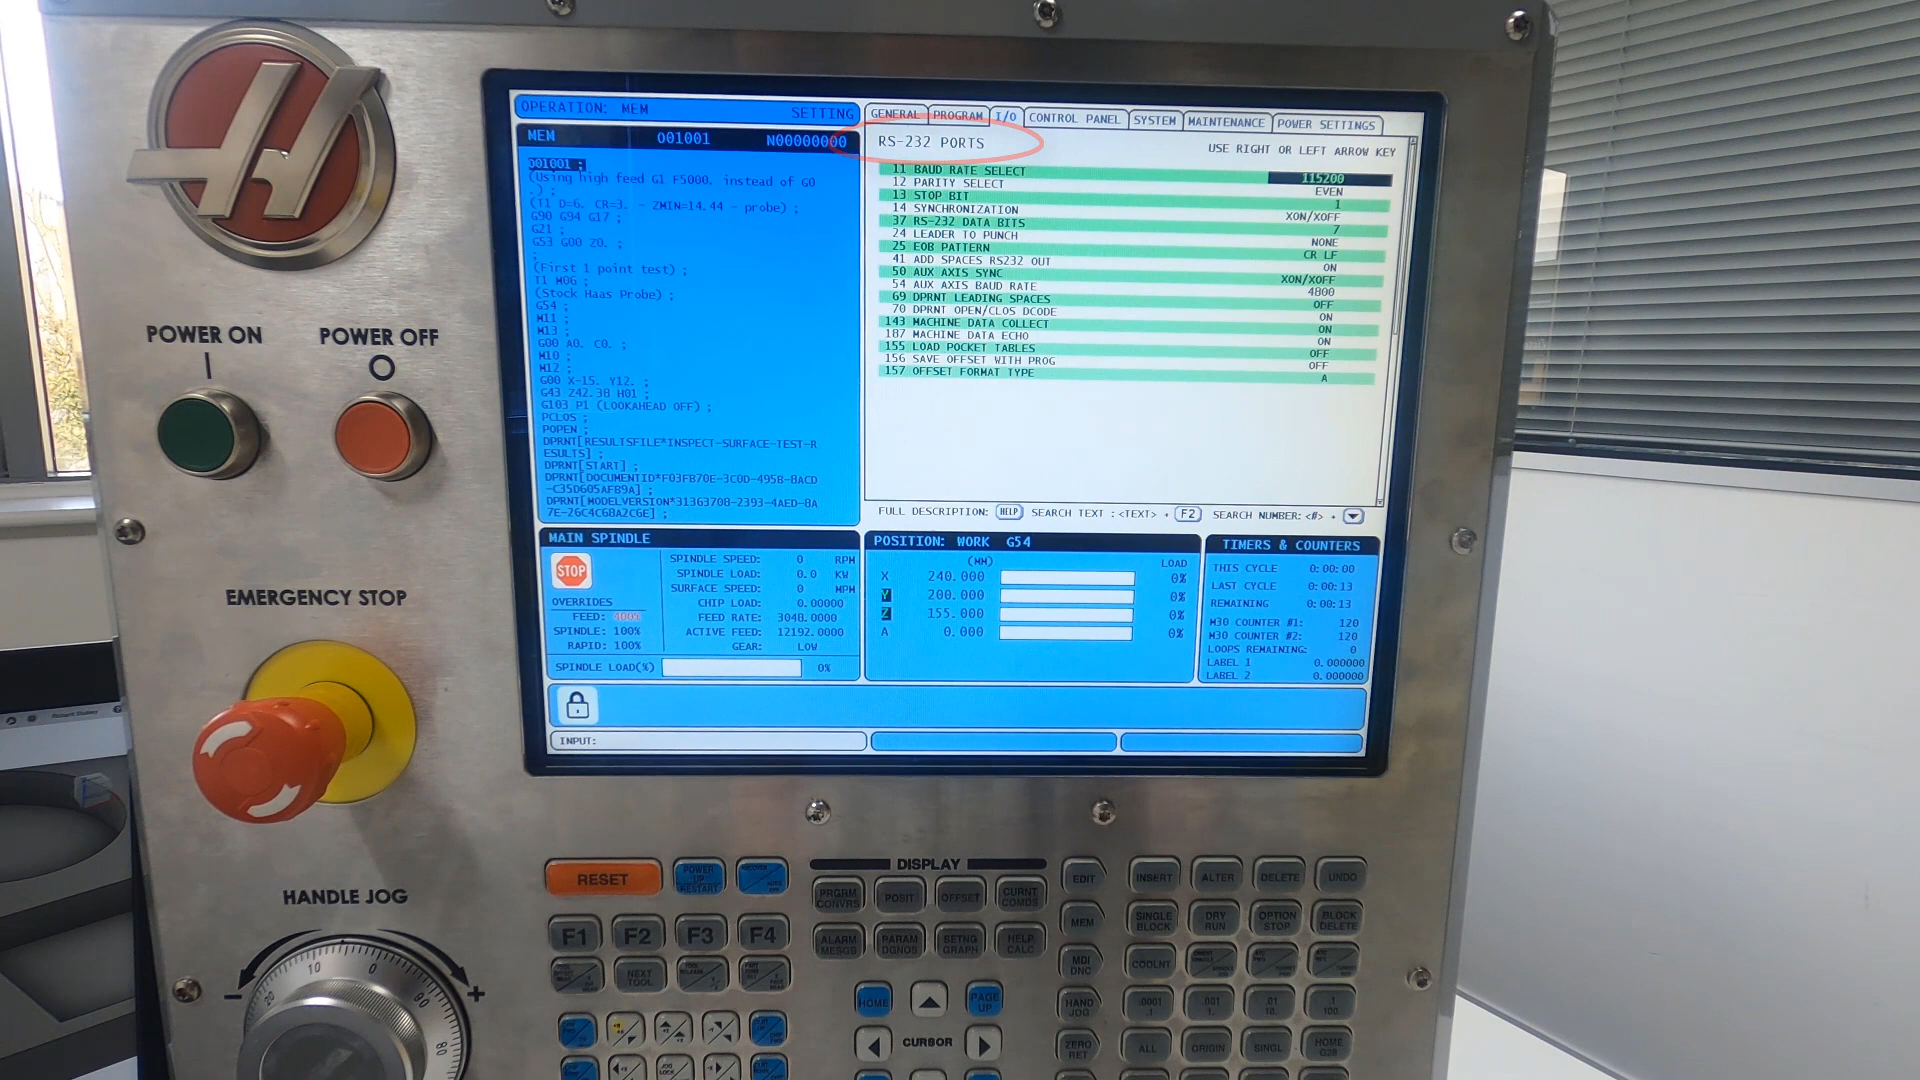 OPERATION: MEM SETTING
MEM O01001 N00000000
O01001 ;
(Using high feed G1 F5000. instead of G0
.) ;
(T1 D=6. CR=3. - ZMIN=14.44 - probe) ;
G90 G94 G17 ;
G21 ;
G53 G00 Z0. ;
;
(First 1 point test) ;
T1 M06 ;
(Stock Haas Probe) ;
G54 ;
M11 ;
M13 ;
G00 A0. C0. ;
M10 ;
M12 ;
G00 X-15. Y12. ;
G43 Z42.38 H01 ;
G103 P1 (LOOKAHEAD OFF) ;
PCLOS ;
POPEN ;
DPRNT[RESULTSFILE*INSPECT-SURFACE-TEST-R
ESULTS] ;
DPRNT[START] ;
DPRNT[DOCUMENTID*F03FB70E-3C0D-495B-8ACD
-C35D605AFB9A] ;
DPRNT[MODELVERSION*31363708-2393-4AED-8A
7E-26C4C68A2C6E] ;
GENERAL PROGRAM I/O CONTROL PANEL SYSTEM MAINTENANCE POWER SETTINGS
RS-232 PORTS
USE RIGHT OR LEFT ARROW KEY
11 BAUD RATE SELECT 115200
12 PARITY SELECT EVEN
13 STOP BIT 1
14 SYNCHRONIZATION XON/XOFF
37 RS-232 DATA BITS 7
24 LEADER TO PUNCH NONE
25 EOB PATTERN CR LF
41 ADD SPACES RS232 OUT ON
50 AUX AXIS SYNC XON/XOFF
54 AUX AXIS BAUD RATE 4800
69 DPRNT LEADING SPACES OFF
70 DPRNT OPEN/CLOS DCODE ON
143 MACHINE DATA COLLECT ON
187 MACHINE DATA ECHO ON
155 LOAD POCKET TABLES OFF
156 SAVE OFFSET WITH PROG OFF
157 OFFSET FORMAT TYPE A
FULL DESCRIPTION: HELP SEARCH TEXT : <TEXT> + F2 SEARCH NUMBER: <#> +
MAIN SPINDLE
STOP
OVERRIDES
FEED: 400%
SPINDLE: 100%
RAPID: 100%
SPINDLE SPEED: 0 RPM
SPINDLE LOAD: 0.0 KW
SURFACE SPEED: 0 MPM
CHIP LOAD: 0.00000
FEED RATE: 3048.0000
ACTIVE FEED: 12192.0000
GEAR: LOW
SPINDLE LOAD(%) 0%
POSITION: WORK G54
(MM) LOAD
X 240.000 0%
Y 200.000 0%
Z 155.000 0%
A 0.000 0%
TIMERS & COUNTERS
THIS CYCLE 0:00:00
LAST CYCLE 0:00:13
REMAINING 0:00:13
M30 COUNTER #1: 120
M30 COUNTER #2: 120
LOOPS REMAINING: 0
LABEL 1 0.000000
LABEL 2 0.000000
INPUT:
POWER ON
POWER OFF
EMERGENCY STOP
HANDLE JOG
20 10 0 90 80
RESET
POWER UP RESTART
RECOVER
F1 F2 F3 F4
NEXT TOOL
DISPLAY
PRGRM CONVRS
POSIT
OFFSET
CURNT COMDS
ALARM MESGS
PARAM DGNOS
SETNG GRAPH
HELP CALC
HOME
PAGE UP
CURSOR
EDIT INSERT ALTER DELETE UNDO
MEM SINGLE BLOCK DRY RUN OPTION STOP BLOCK DELETE
MDI DNC COOLNT
HAND JOG .0001 .1 .001 1. .01 10. .1 100.
ZERO RET ALL ORIGIN SINGL HOME G28